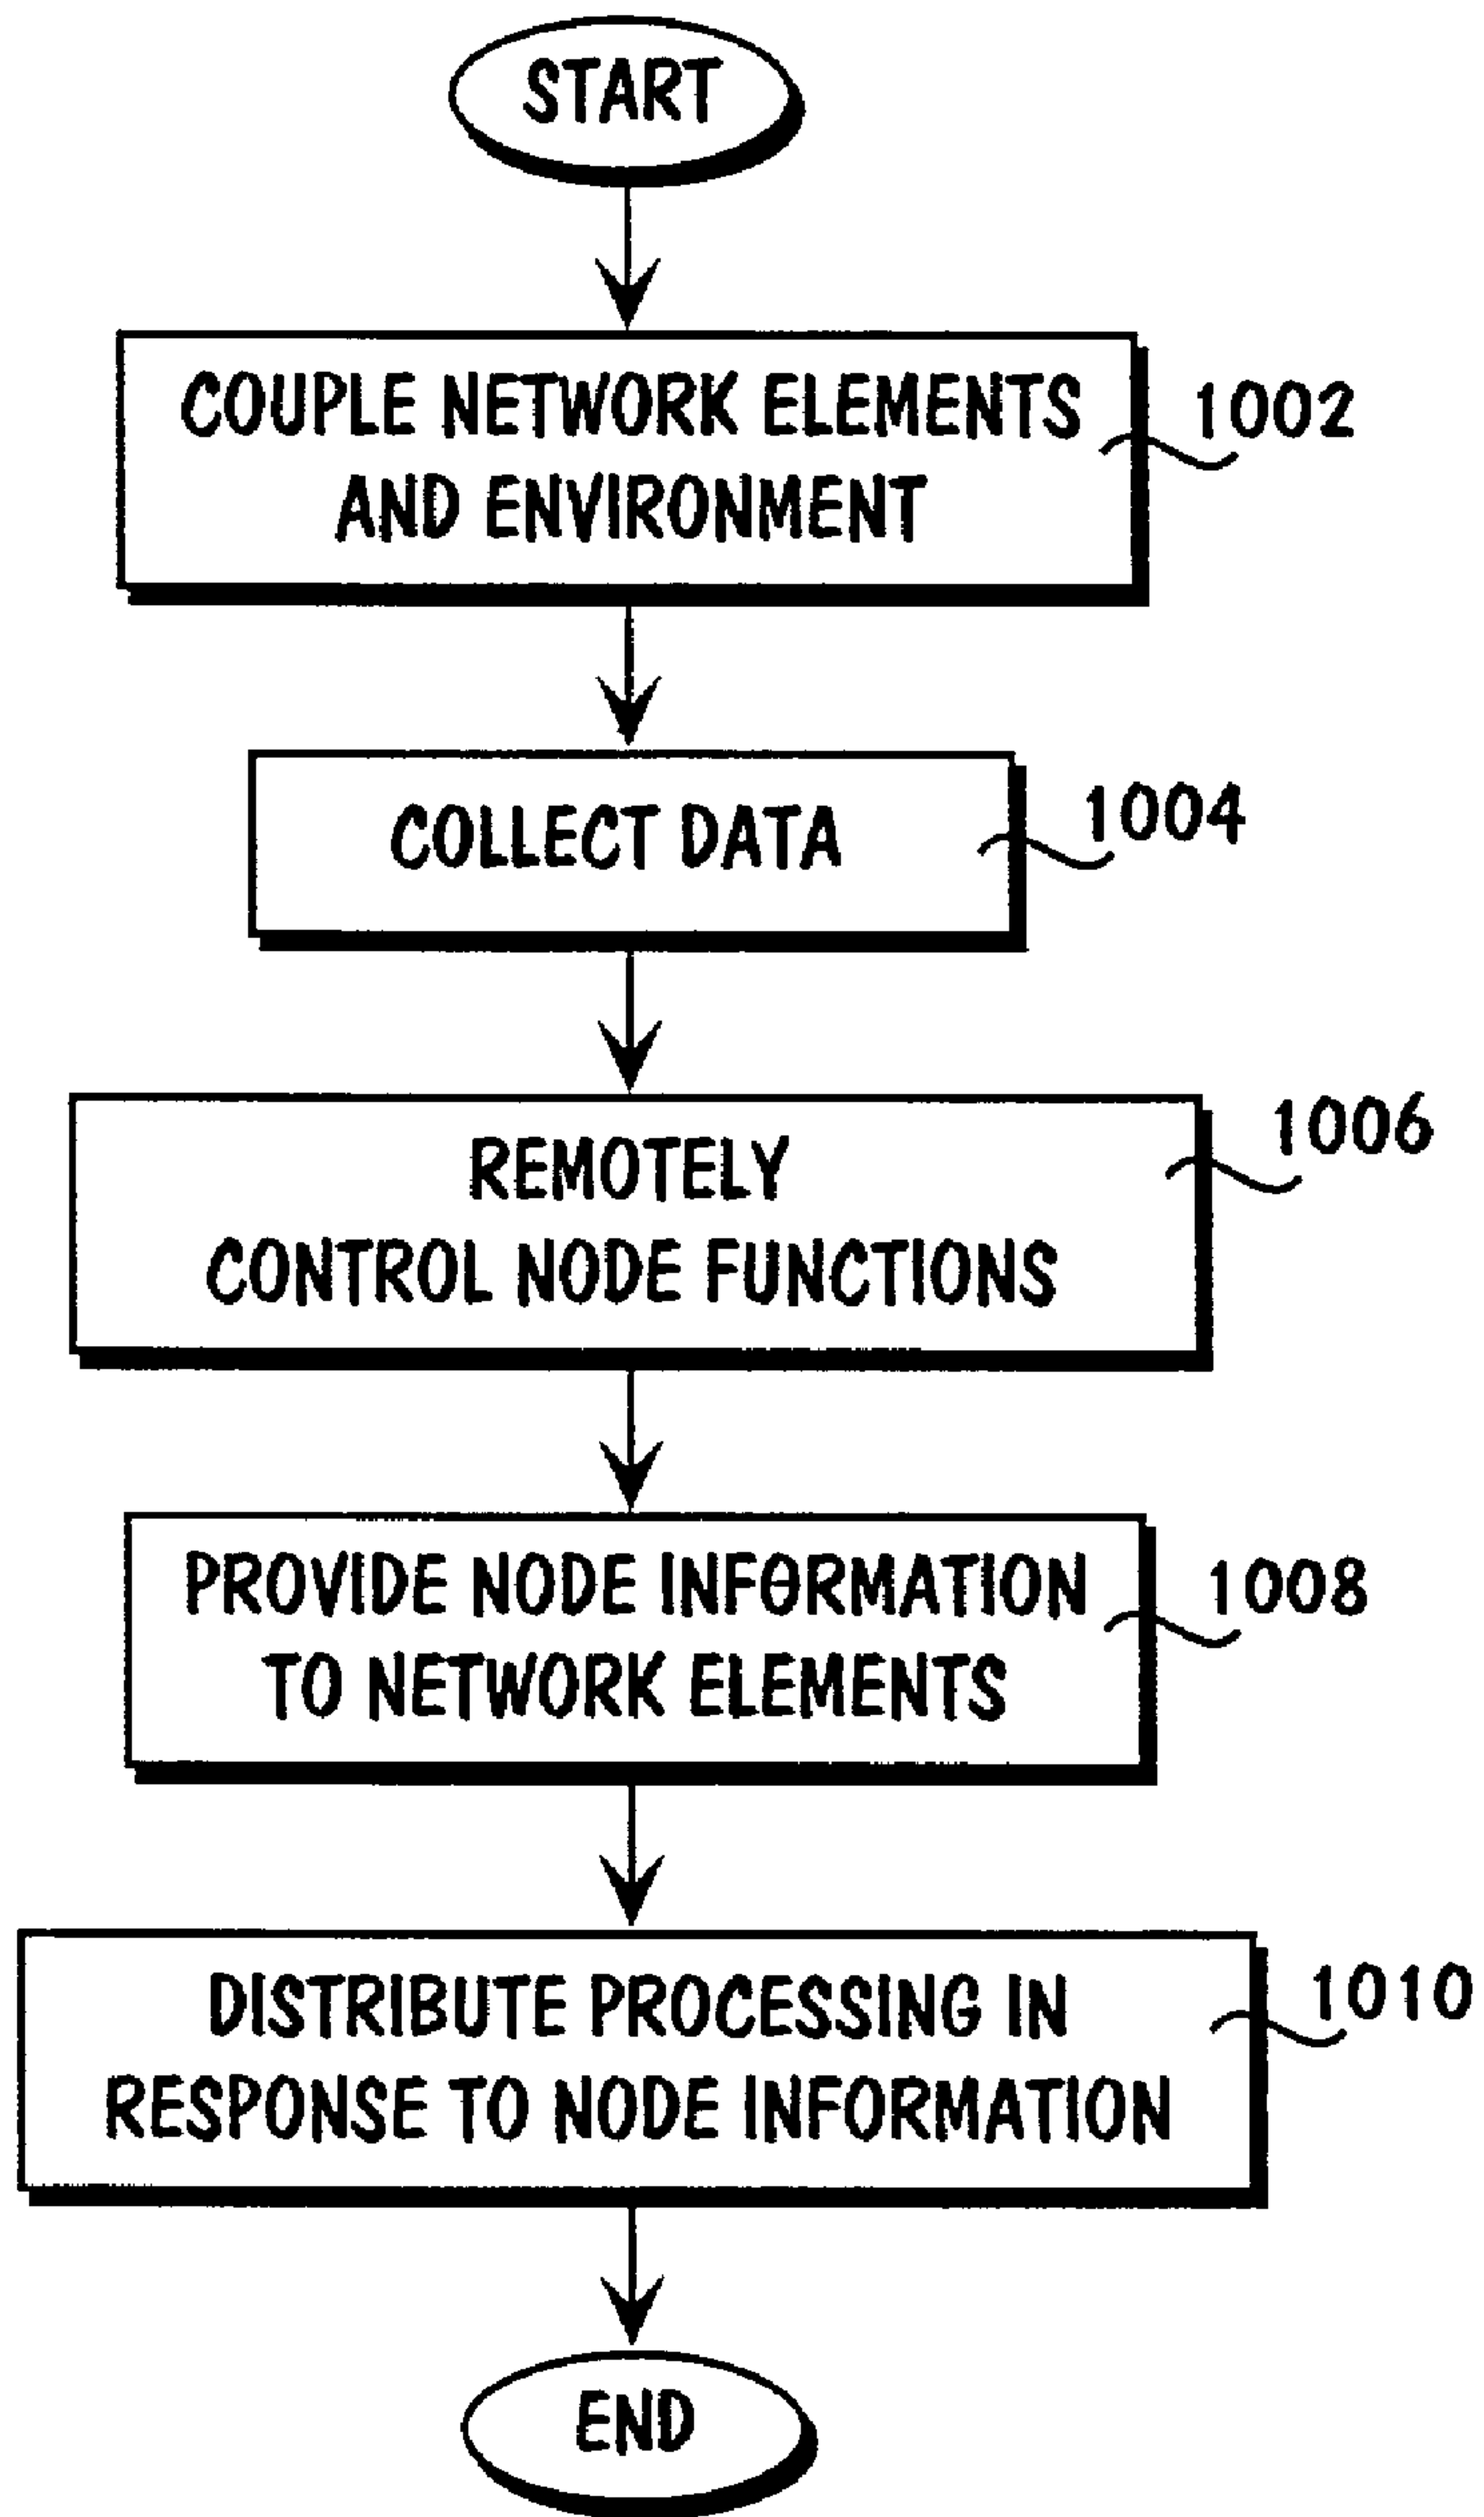 START
COUPLE NETWORK ELEMENTS
AND ENVIRONMENT
1002
COLLECT DATA
1004
REMOTELY
CONTROL NODE FUNCTIONS
1006
PROVIDE NODE INFORMATION
TO NETWORK ELEMENTS
1008
DISTRIBUTE PROCESSING IN
RESPONSE TO NODE INFORMATION
1010
END